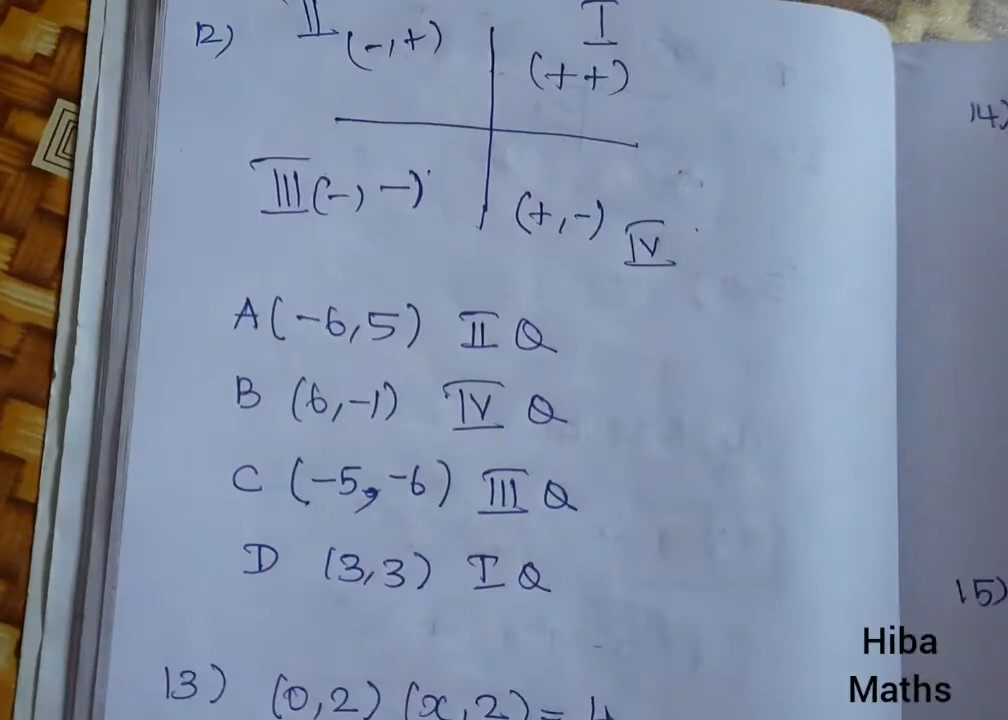 12) II (-,+) I
(++)
III (-, -) (+,-) IV
A(-6,5) II Q
B (6,-1) IV Q
C (-5,-6) III Q
D (3,3) I Q
13) (0,2) (x,2) = 4
14)
15)
Hiba
Maths